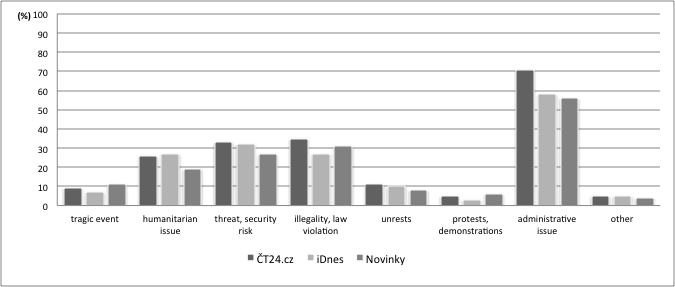 (%) 100
90
80
70
60
50
40
30
20
10
0
tragic event
humanitarian
issue
threat, security
risk
illegality, law
violation
unrests
protests,
demonstrations
administrative
issue
other
ČT24.cz iDnes Novinky